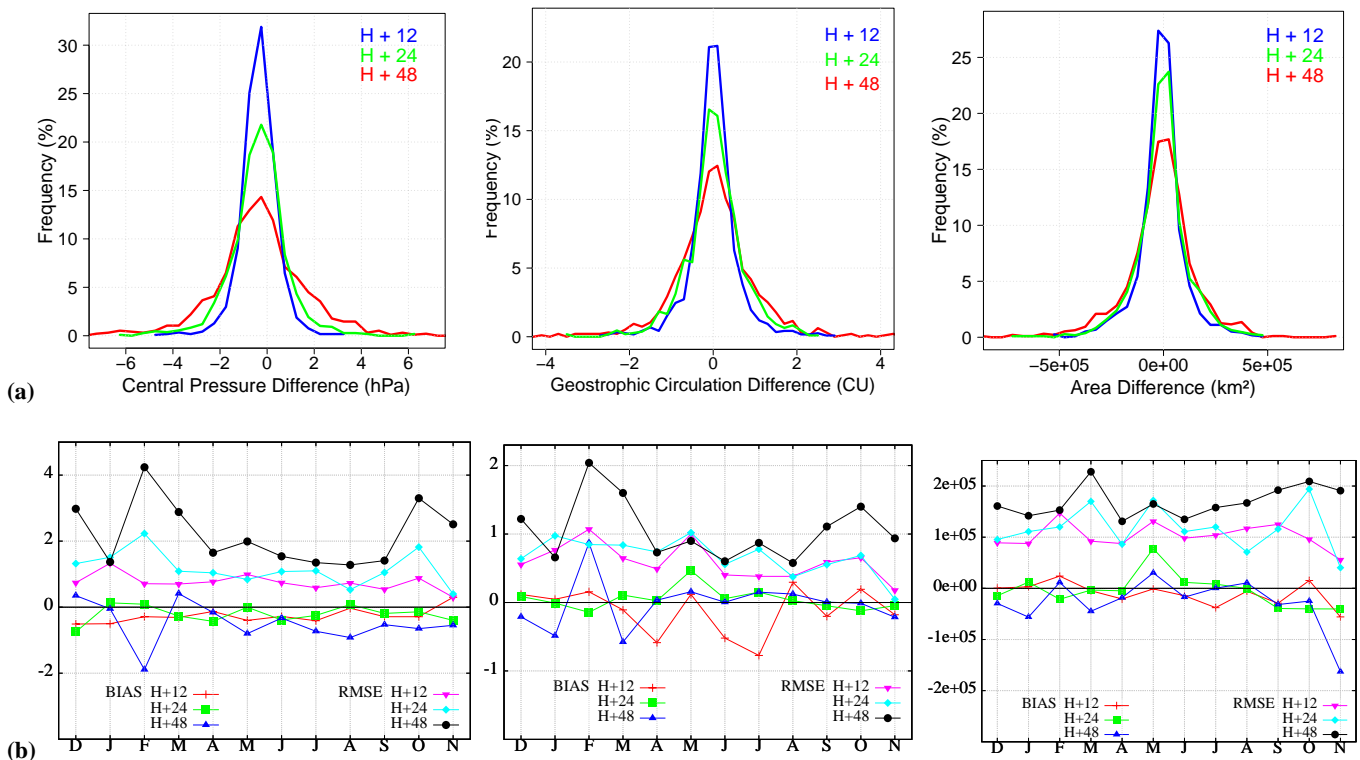 H + 12
H + 24
H + 48
Frequency (%)
30
25
20
15
10
5
0
−6 −4 −2 0 2 4 6
Central Pressure Difference (hPa)
H + 12
H + 24
H + 48
Frequency (%)
20
15
10
5
0
−4 −2 0 2 4
Geostrophic Circulation Difference (CU)
H + 12
H + 24
H + 48
Frequency (%)
25
20
15
10
5
0
−5e+05 0e+00 5e+05
Area Difference (km²)
(a)
4
2
0
-2
BIAS H+12 RMSE H+12
H+24 H+24
H+48 H+48
D J F M A M J J A S O N
2
1
0
-1
BIAS H+12 RMSE H+12
H+24 H+24
H+48 H+48
D J F M A M J J A S O N
2e+05
1e+05
0e+00
-1e+05
-2e+05
BIAS H+12 RMSE H+12
H+24 H+24
H+48 H+48
D J F M A M J J A S O N
(b)